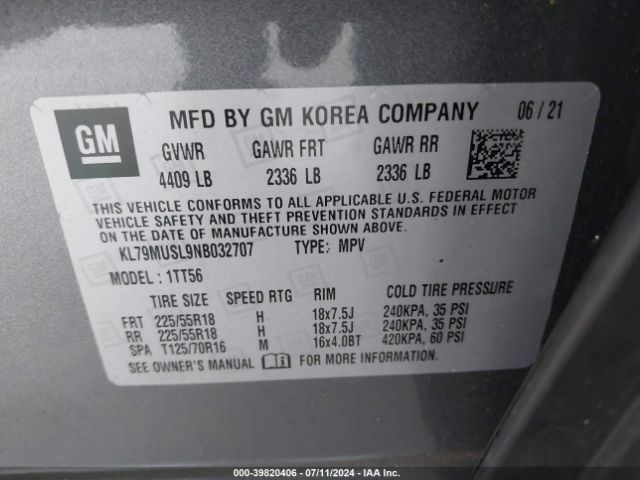 GM
MFD BY GM KOREA COMPANY 06/21
GVWR GAWR FRT GAWR RR
4409 LB 2336 LB 2336 LB
THIS VEHICLE CONFORMS TO ALL APPLICABLE U.S. FEDERAL MOTOR
VEHICLE SAFETY AND THEFT PREVENTION STANDARDS IN EFFECT
ON THE DATE OF MANUFACTURE SHOWN ABOVE.
KL79MUSL9NB032707 TYPE: MPV
MODEL: 1TT56
TIRE SIZE SPEED RTG RIM COLD TIRE PRESSURE
FRT 225/55R18 H 18x7.5J 240KPA, 35 PSI
RR 225/55R18 H 18x7.5J 240KPA, 35 PSI
SPA T125/70R16 M 16x4.0BT 420KPA, 60 PSI
SEE OWNER'S MANUAL FOR MORE INFORMATION
000-39820406 - 07/11/2024 - IAA Inc.